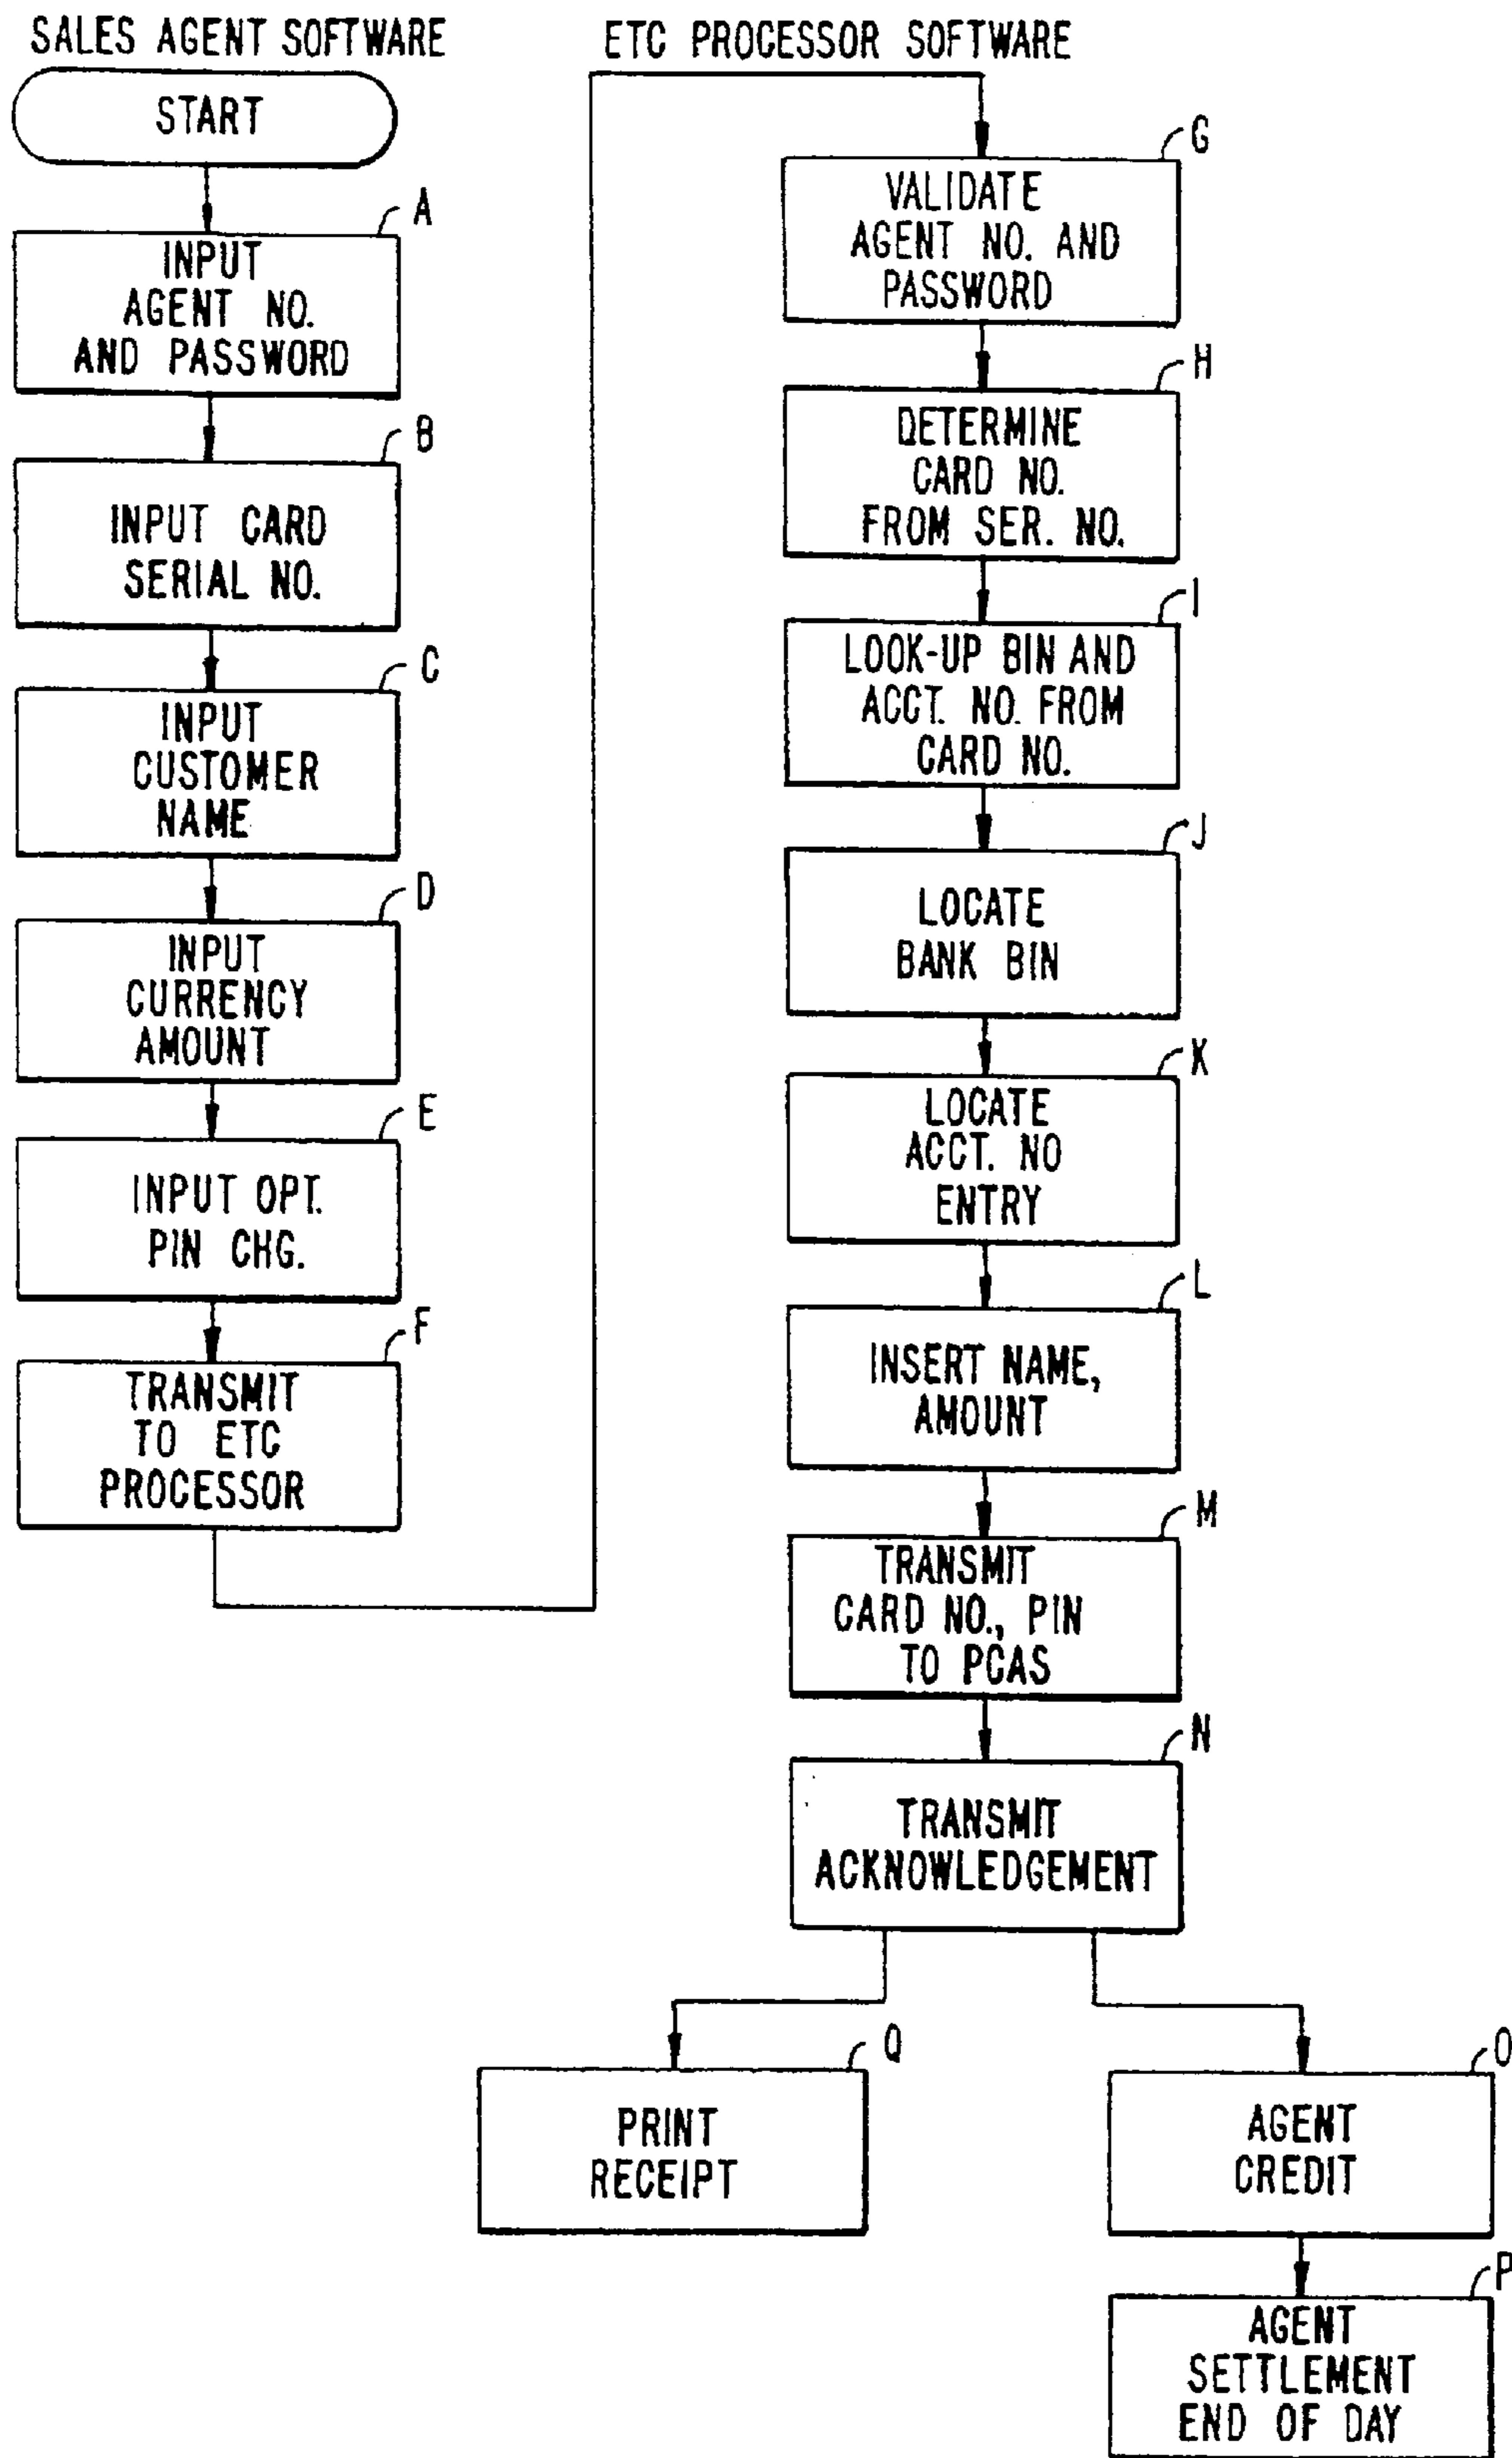 SALES AGENT SOFTWARE
START
A
INPUT
AGENT NO.
AND PASSWORD
B
INPUT CARD
SERIAL NO.
C
INPUT
CUSTOMER
NAME
D
INPUT
CURRENCY
AMOUNT
E
INPUT OPT.
PIN CHG.
F
TRANSMIT
TO ETC
PROCESSOR
ETC PROCESSOR SOFTWARE
G
VALIDATE
AGENT NO. AND
PASSWORD
H
DETERMINE
CARD NO.
FROM SER. NO.
I
LOOK-UP BIN AND
ACCT. NO. FROM
CARD NO.
J
LOCATE
BANK BIN
K
LOCATE
ACCT. NO
ENTRY
L
INSERT NAME,
AMOUNT
M
TRANSMIT
CARD NO., PIN
TO PCAS
N
TRANSMIT
ACKNOWLEDGEMENT
Q
PRINT
RECEIPT
O
AGENT
CREDIT
P
AGENT
SETTLEMENT
END OF DAY